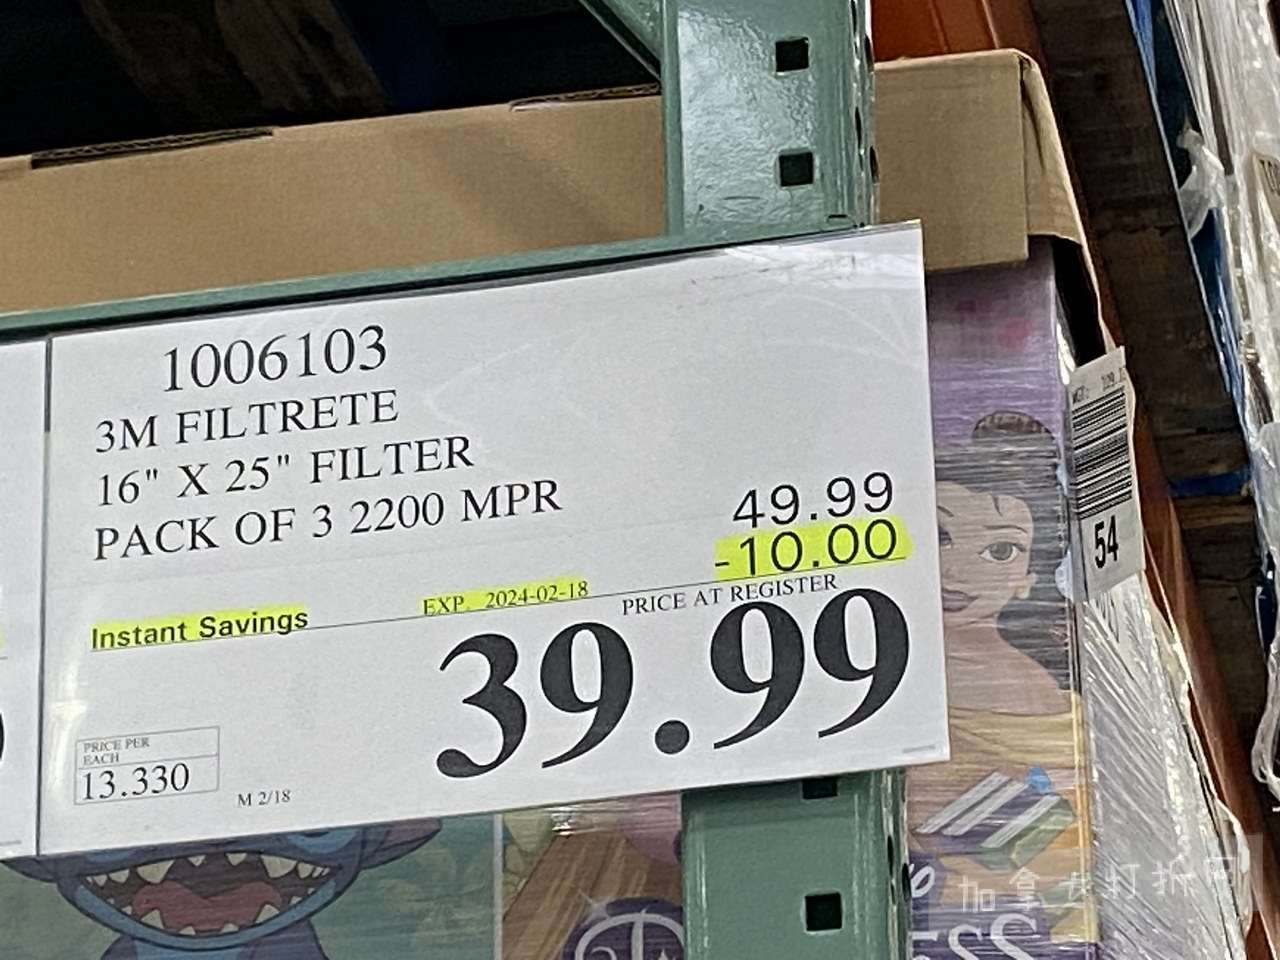 1006103
3M FILTRETE
16" X 25" FILTER
PACK OF 3 2200 MPR
49.99
-10.00
Instant Savings
EXP. 2024-02-18
PRICE AT REGISTER
39.99
PRICE PER
EACH
13.330
M 2/18
54
加拿大打折网